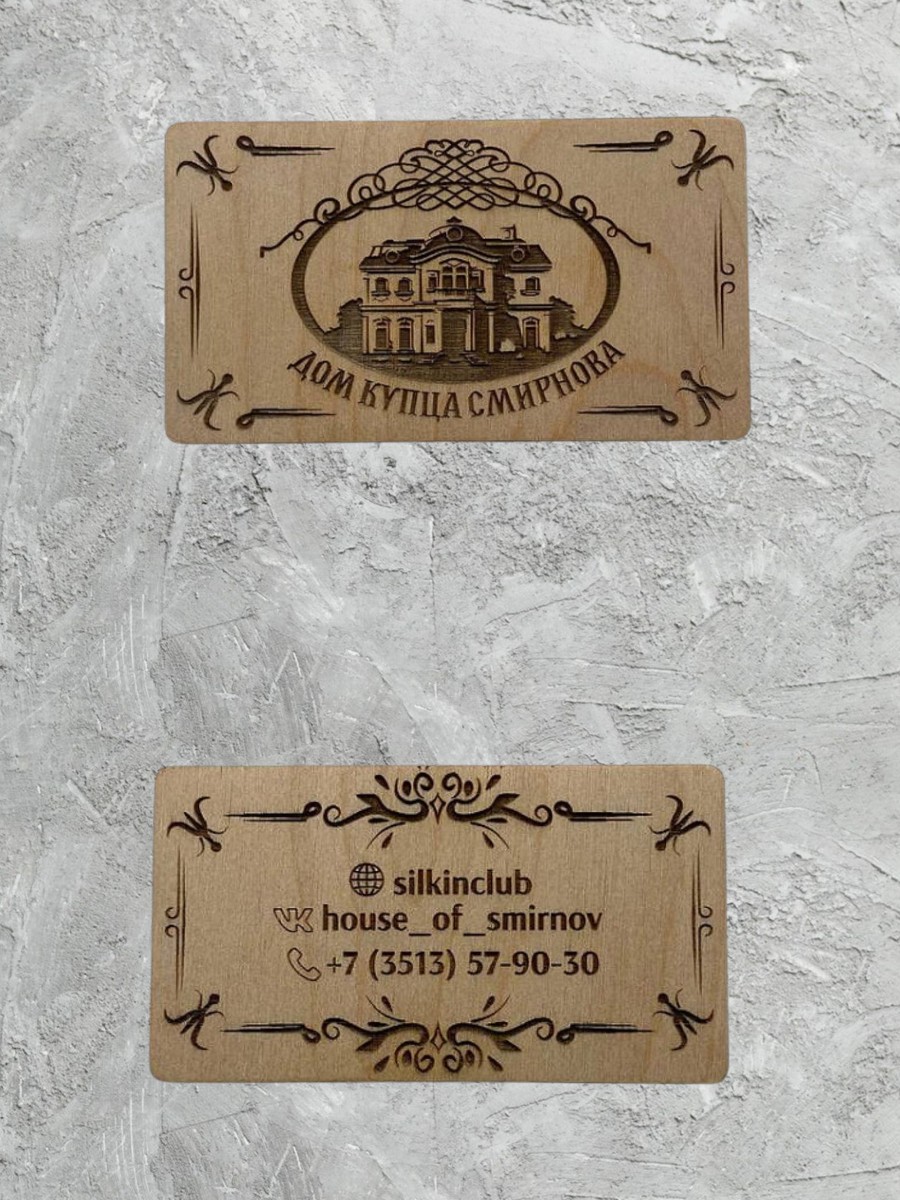 ДОМ КУПЦА СМИРНОВА
silkinclub
house_of_smirnov
+7 (3513) 57-90-30